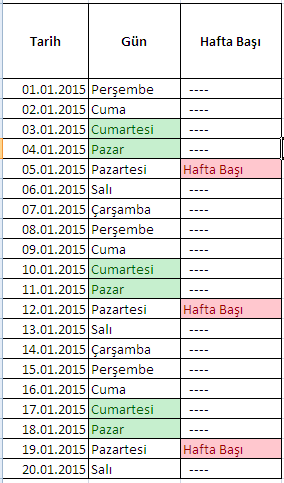 Tarih Gün Hafta Başı
01.01.2015 Perşembe ----
02.01.2015 Cuma ----
03.01.2015 Cumartesi ----
04.01.2015 Pazar ----
05.01.2015 Pazartesi Hafta Başı
06.01.2015 Salı ----
07.01.2015 Çarşamba ----
08.01.2015 Perşembe ----
09.01.2015 Cuma ----
10.01.2015 Cumartesi ----
11.01.2015 Pazar ----
12.01.2015 Pazartesi Hafta Başı
13.01.2015 Salı ----
14.01.2015 Çarşamba ----
15.01.2015 Perşembe ----
16.01.2015 Cuma ----
17.01.2015 Cumartesi ----
18.01.2015 Pazar ----
19.01.2015 Pazartesi Hafta Başı
20.01.2015 Salı ----